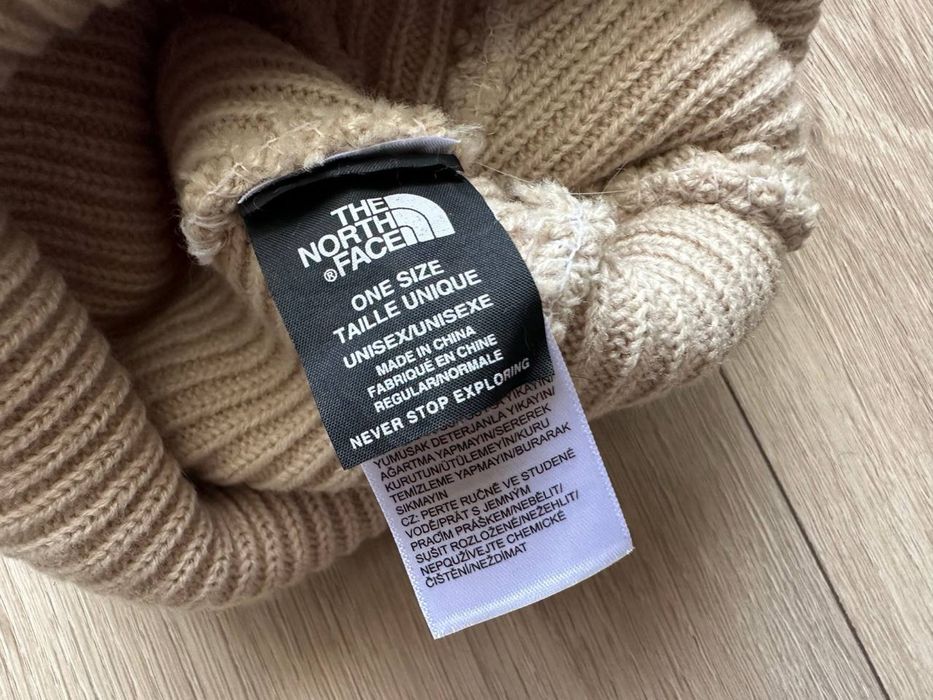 THE
NORTH
FACE
®
ONE SIZE
TAILLE UNIQUE
UNISEX/UNISEXE
MADE IN CHINA
FABRIQUÉ EN CHINE
REGULAR/NORMALE
NEVER STOP EXPLORING
YUMUŞAK DETERJANLA YIKAYIN/
AĞARTMA YAPMAYIN/SEREREK
KURUTUN/ÜTÜLEMEYİN/KURU
TEMİZLEME YAPMAYIN/BURARAK
SIKMAYIN
CZ: PERTE RUČNĚ VE STUDENÉ
VODĚ/PRÁT S JEMNÝM
PRACÍM PRÁŠKEM/NEBĚLIT/
SUŠIT ROZLOŽENÉ/NEŽEHLIT/
NEPOUŽÍVEJTE CHEMICKÉ
ČIŠTĚNÍ/NEŽDÍMAT